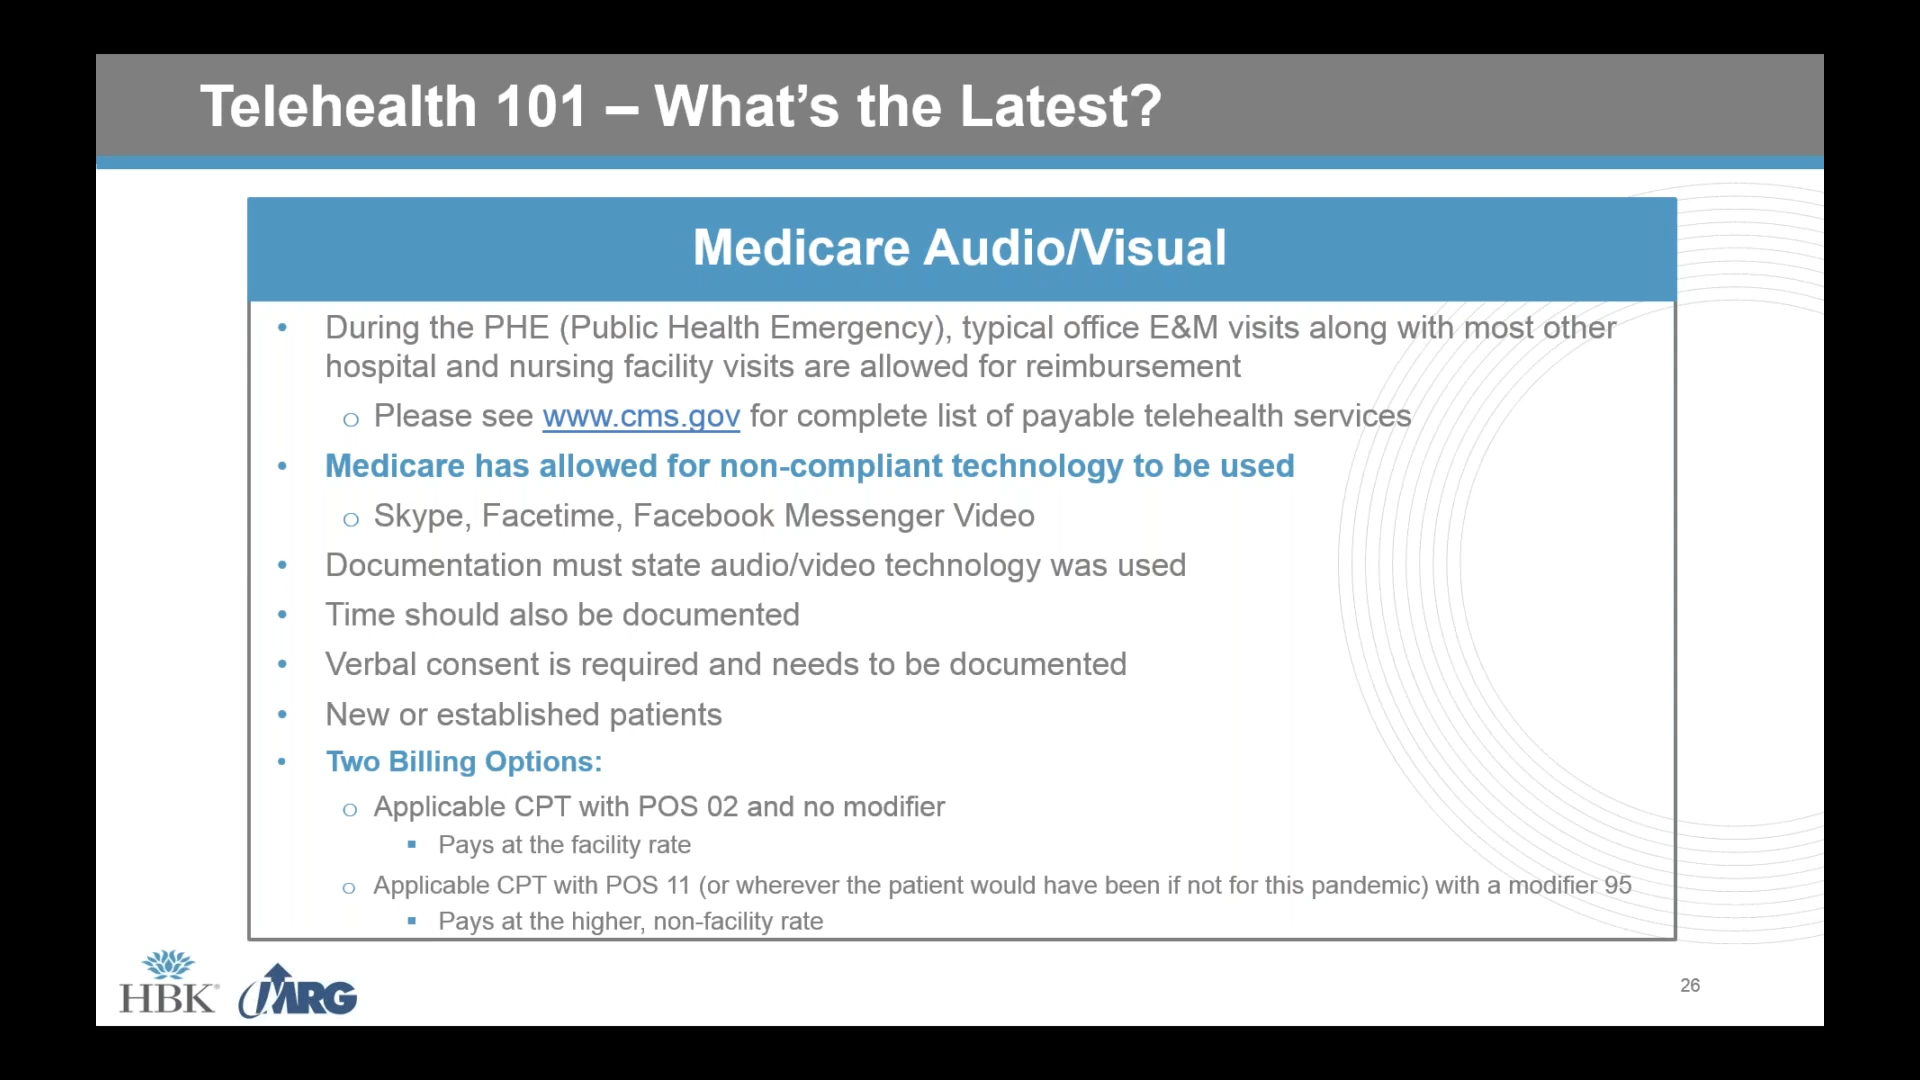 Telehealth 101 – What's the Latest?
Medicare Audio/Visual
• During the PHE (Public Health Emergency), typical office E&M visits along with most other
hospital and nursing facility visits are allowed for reimbursement
o Please see www.cms.gov for complete list of payable telehealth services
• Medicare has allowed for non-compliant technology to be used
o Skype, Facetime, Facebook Messenger Video
• Documentation must state audio/video technology was used
• Time should also be documented
• Verbal consent is required and needs to be documented
• New or established patients
• Two Billing Options:
o Applicable CPT with POS 02 and no modifier
▪ Pays at the facility rate
o Applicable CPT with POS 11 (or wherever the patient would have been if not for this pandemic) with a modifier 95
▪ Pays at the higher, non-facility rate
HBK
MRG
26